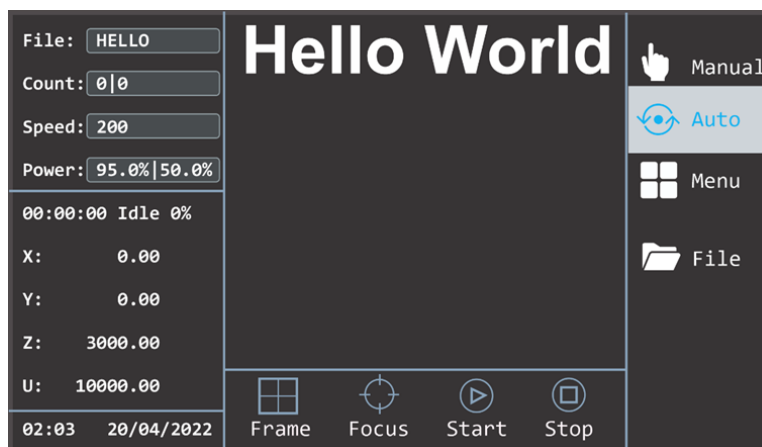 File: HELLO
Count: 0|0
Speed: 200
Power: 95.0%|50.0%
00:00:00 Idle 0%
X: 0.00
Y: 0.00
Z: 3000.00
U: 10000.00
02:03 20/04/2022
Hello World
Frame Focus Start Stop
Manual
Auto
Menu
File